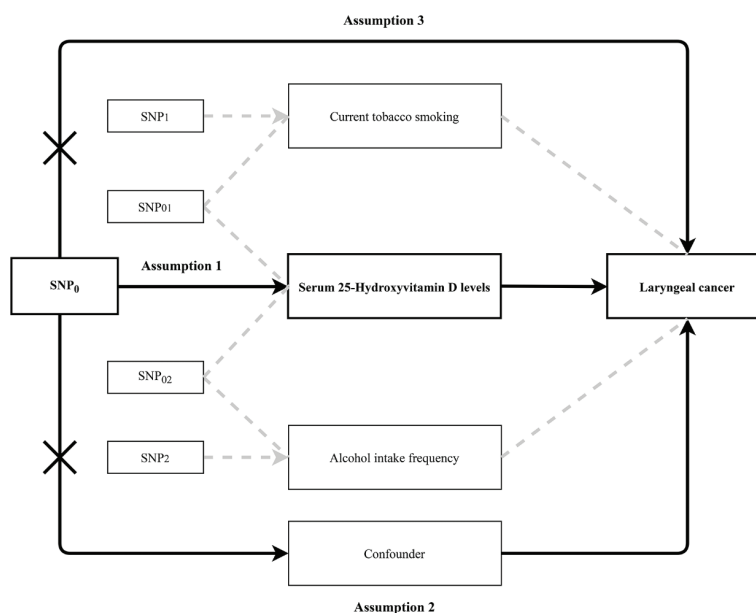 Assumption 3
SNP1
Current tobacco smoking
SNP01
Assumption 1
SNP0
Serum 25-Hydroxyvitamin D levels
Laryngeal cancer
SNP02
SNP2
Alcohol intake frequency
Confounder
Assumption 2